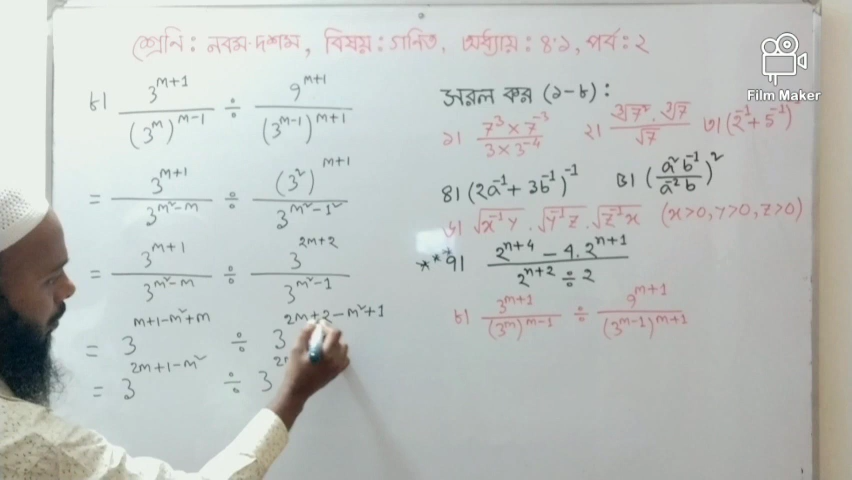 শ্রেণি : নবম-দশম, বিষয় : গণিত, অধ্যায় : ৪.১, পর্ব : ২
৮। 3^{m+1} / (3^m)^{m-1} ÷ 9^{m+1} / (3^{m-1})^{m+1}
= 3^{m+1} / 3^{m²-m} ÷ (3²)^{m+1} / 3^{m²-1²}
= 3^{m+1} / 3^{m²-m} ÷ 3^{2m+2} / 3^{m²-1}
= 3^{m+1-m²+m} ÷ 3^{2m+2-m²+1}
= 3^{2m+1-m²} ÷ 3
সরল কর (১-৮) :
১। 7³ × 7^{-3} / 3 × 3^{-4}
২। ∛7² . ∛7 / √7
৩। (2^{-1} + 5^{-1})
৪। (2a^{-1} + 3b^{-1})^{-1}
৫। (a²b^{-1} / a^{-2}b)²
৬। √x^{-1}y . √y^{-1}z . √z^{-1}x (x>0, y>0, z>0)
***৭। 2^{n+4} - 4.2^{n+1} / 2^{n+2} ÷ 2
৮। 3^{m+1} / (3^m)^{m-1} ÷ 9^{m+1} / (3^{m-1})^{m+1}
Film Maker